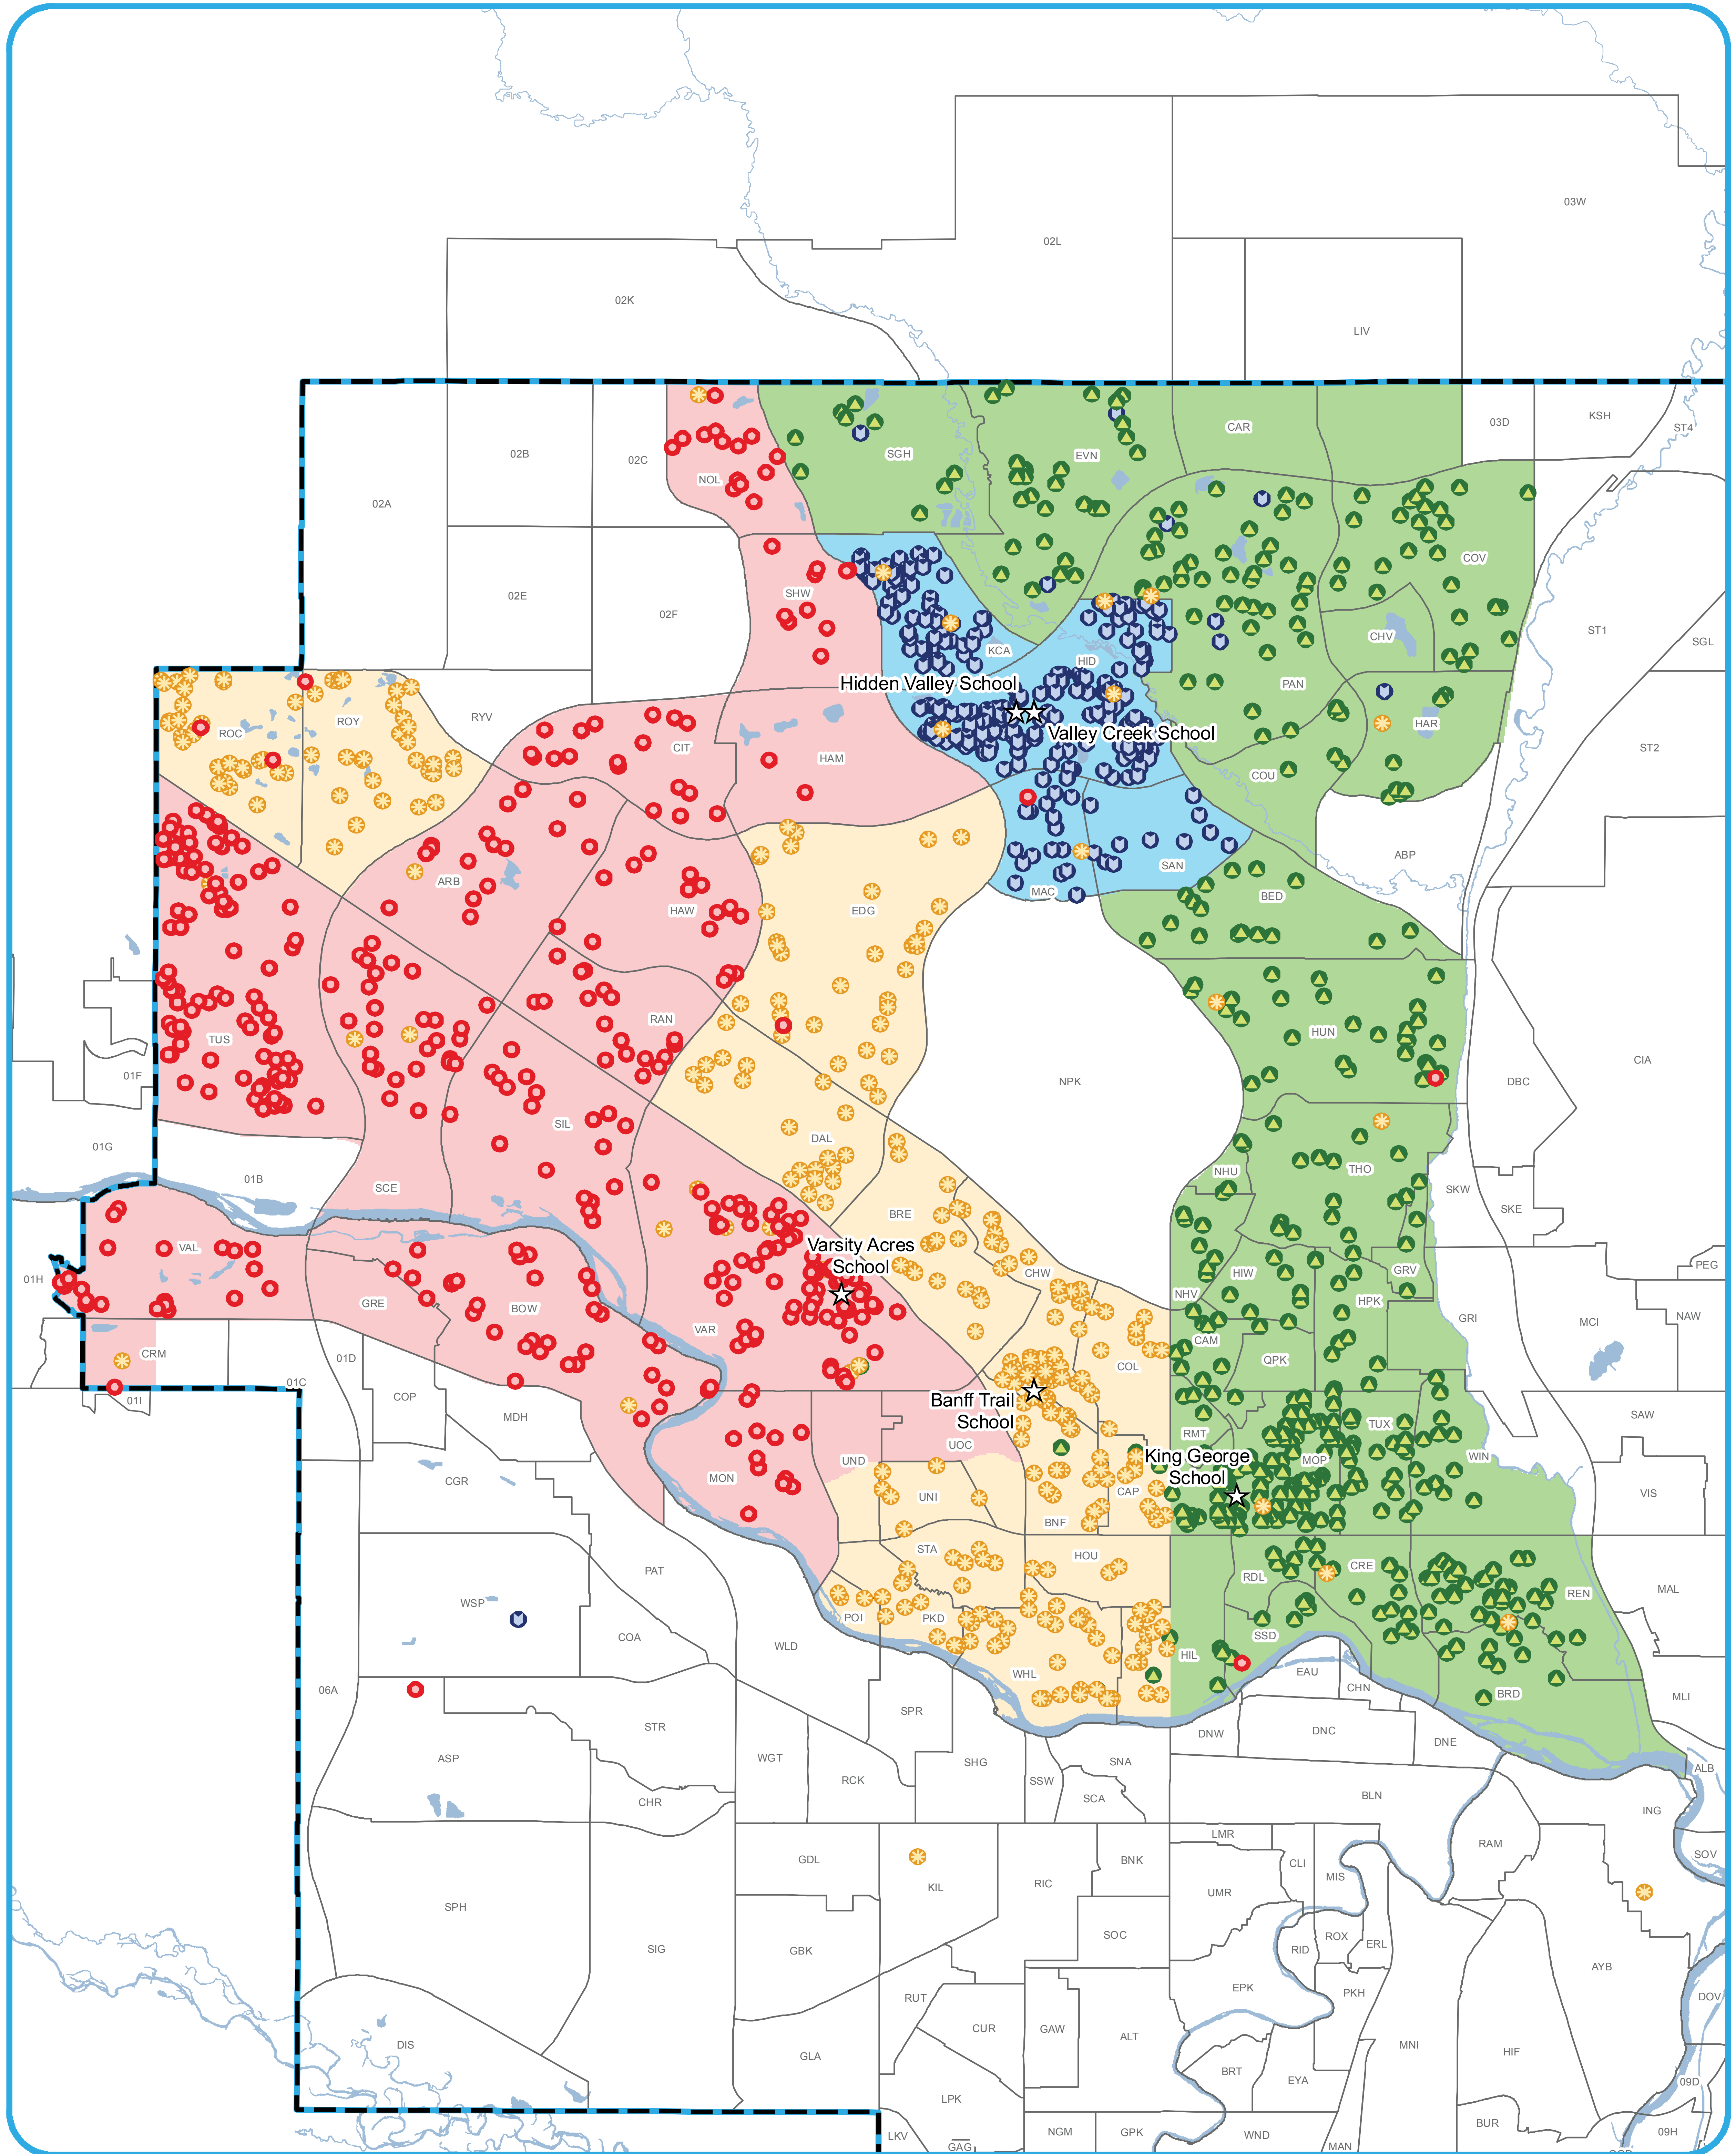 03W
02L
02K
LIV
03D
KSH
ST4
CAR
02B
02C
SGH
EVN
NOL
02A
COV
02E
SHW
02F
ST1
CHV
SGL
KCA
HID
Hidden Valley School
PAN
ROC
ROY
RYV
HAR
Valley Creek School
CIT
ST2
HAM
COU
ABP
SAN
ARB
MAC
BED
HAW
EDG
RAN
HUN
TUS
CIA
01F
NPK
DBC
SIL
DAL
01G
NHU
THO
01B
SCE
SKW
SKE
BRE
Varsity Acres
School
VAL
CHW
HIW
GRV
PEG
01H
NHV
GRE
BOW
HPK
GRI
MCI
NAW
VAR
CAM
CRM
01D
QPK
COL
01C
COP
01I
Banff Trail
School
MDH
SAW
TUX
RMT
UOC
King George
School
WIN
UND
MOP
MON
CGR
CAP
VIS
UNI
BNF
STA
HOU
CRE
PAT
RDL
MAL
REN
WSP
POI
PKD
COA
SSD
WLD
HIL
WHL
EAU
CHN
06A
BRD
MLI
SPR
STR
DNW
DNC
DNE
ASP
WGT
SHG
SNA
ALB
RCK
SSW
BLN
SCA
CHR
ING
LMR
RAM
GDL
BNK
CLI
SOV
MIS
KIL
RIC
UMR
SPH
SOC
ROX
ERL
SIG
GBK
RID
AYB
EPK
PKH
RUT
DOV
CUR
GAW
ALT
DIS
MNI
GLA
HIF
BRT
EYA
09D
LPK
BUR
NGM
GPK
09H
LKV
WND
GAG
MAN